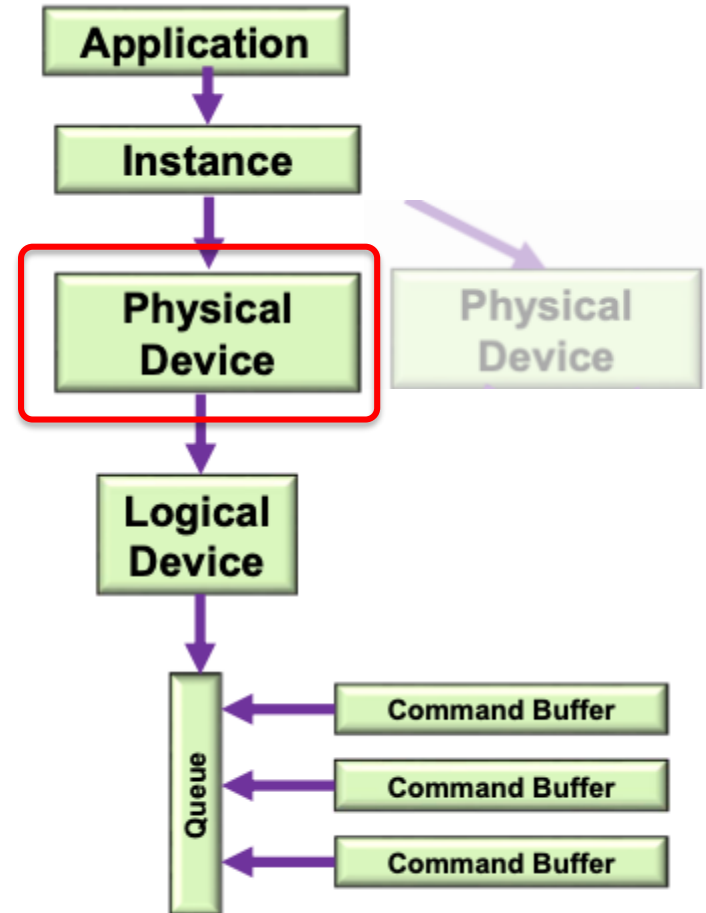 Application
Instance
Physical
Device
Physical
Device
Logical
Device
Queue
Command Buffer
Command Buffer
Command Buffer